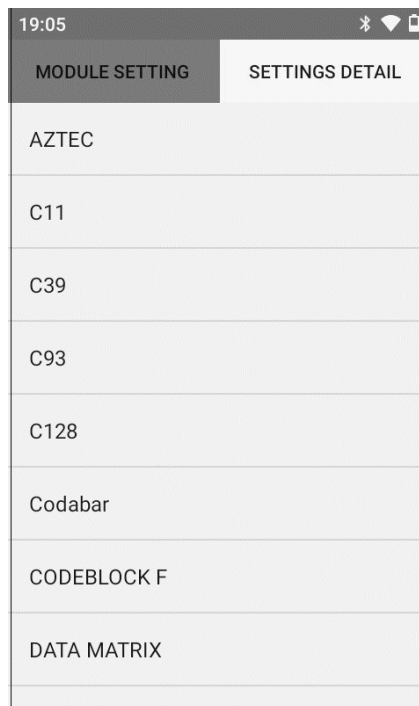 19:05
MODULE SETTING SETTINGS DETAIL
AZTEC
C11
C39
C93
C128
Codabar
CODEBLOCK F
DATA MATRIX